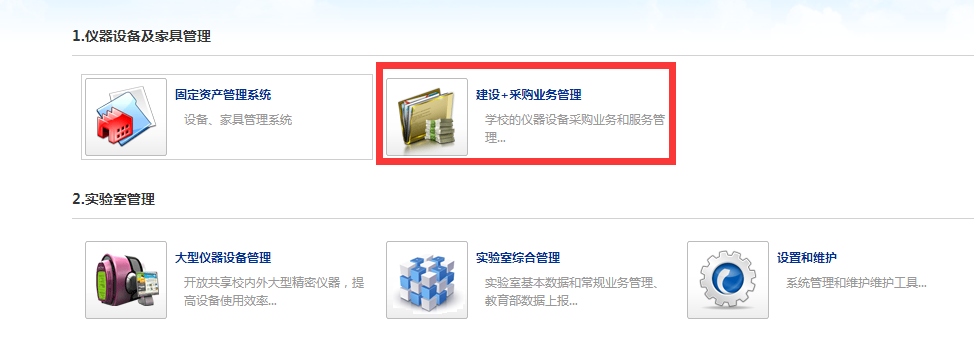 1.仪器设备及家具管理
固定资产管理系统
设备、家具管理系统
建设+采购业务管理
学校的仪器设备采购业务和服务管
理...
2.实验室管理
大型仪器设备管理
开放共享校内外大型精密仪器，提
高设备使用效率...
实验室综合管理
实验室基本数据和常规业务管理、
教育部数据上报...
设置和维护
系统管理和维护维护工具...